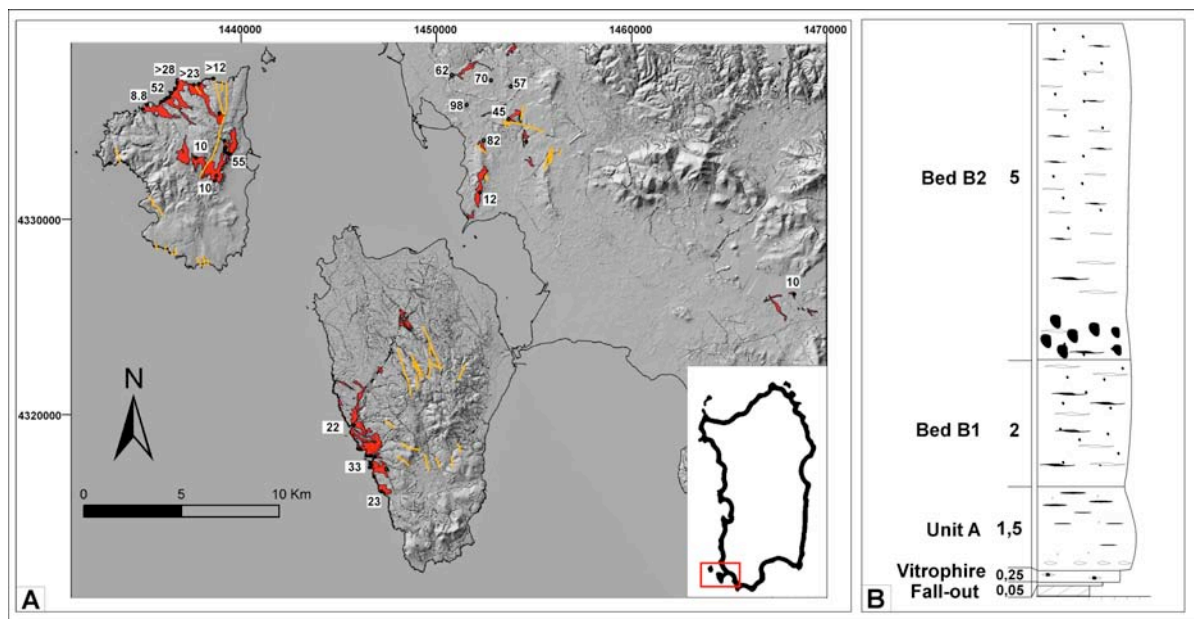 1440000
1450000
1460000
1470000
>28 >23 >12
52
8.8
10
55
10
62
70
57
98
45
82
12
4330000
10
N
4320000
22
33
23
0 5 10 Km
A
Bed B2 5
Bed B1 2
Unit A 1,5
Vitrophire 0,25
Fall-out 0,05
B